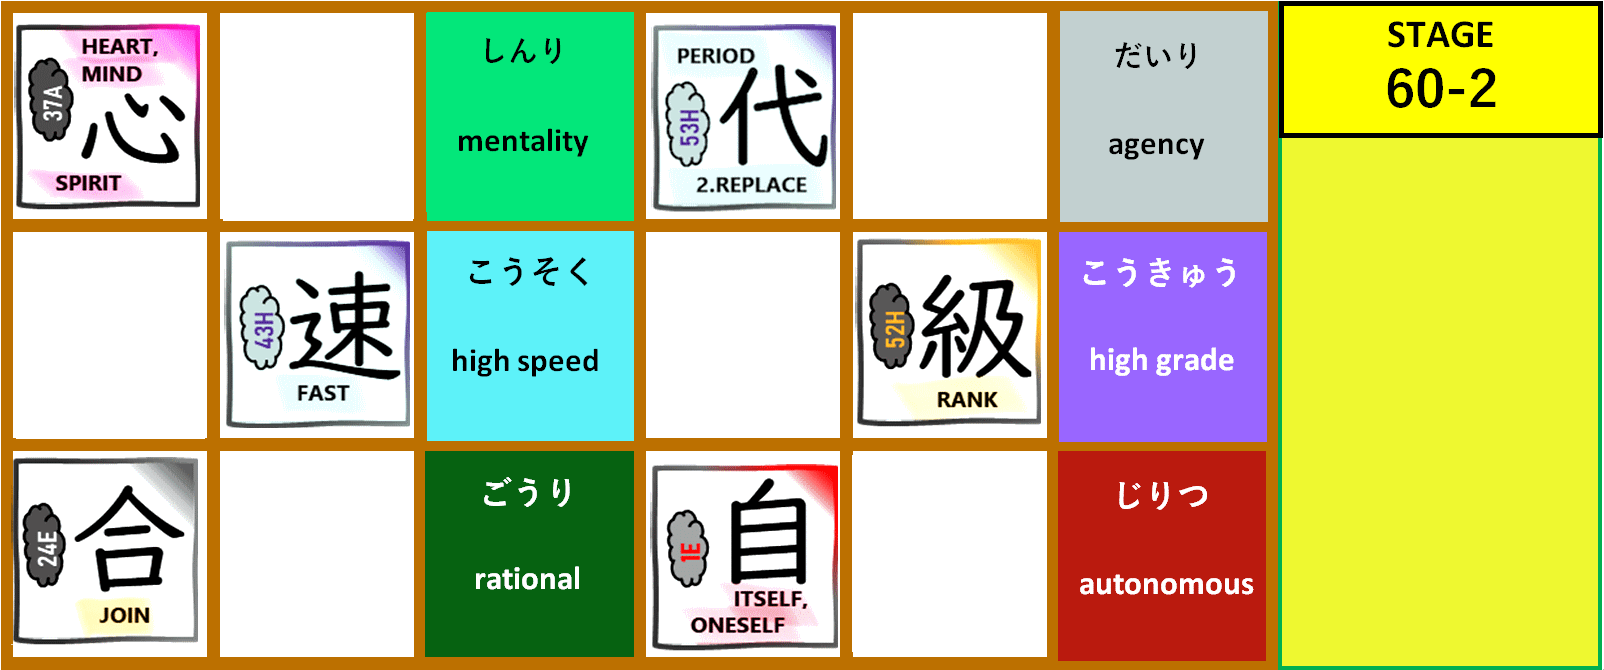 HEART,
MIND
37A
心
SPIRIT
しんり
mentality
PERIOD
53H
代
2.REPLACE
だいり
agency
STAGE
60-2
43H
速
FAST
こうそく
high speed
52H
級
RANK
こうきゅう
high grade
24E
合
JOIN
ごうり
rational
1E
自
ITSELF,
ONESELF
じりつ
autonomous